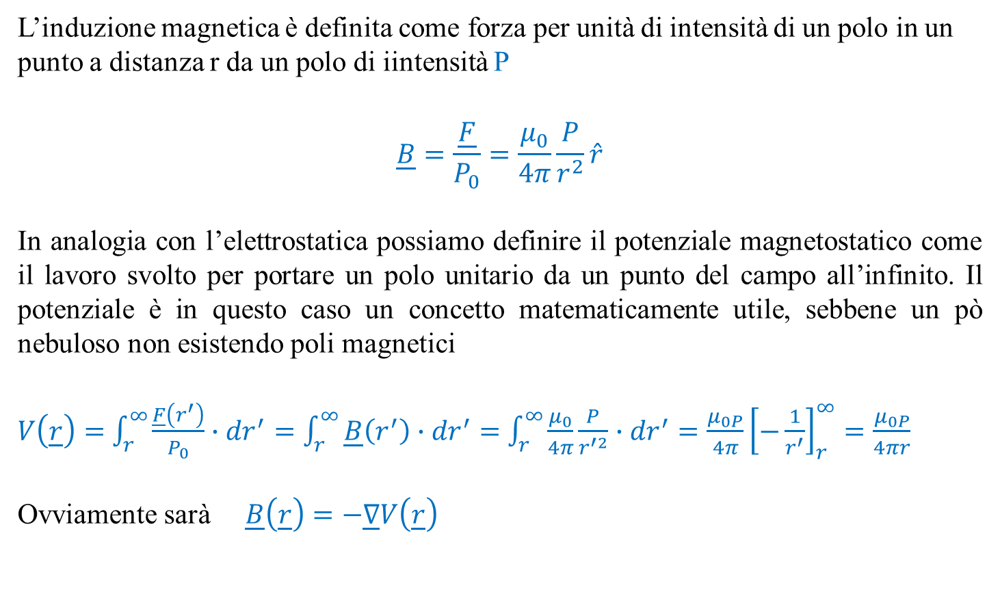 L’induzione magnetica è definita come forza per unità di intensità di un polo in un
punto a distanza r da un polo di iintensità P
B = F/P₀ = μ₀/4π P/r² r̂
In analogia con l’elettrostatica possiamo definire il potenziale magnetostatico come
il lavoro svolto per portare un polo unitario da un punto del campo all’infinito. Il
potenziale è in questo caso un concetto matematicamente utile, sebbene un pò
nebuloso non esistendo poli magnetici
V(r) = ∫ᵣ^∞ F(r′)/P₀ · dr′ = ∫ᵣ^∞ B(r′) · dr′ = ∫ᵣ^∞ μ₀/4π P/r′² · dr′ = μ₀P/4π [−1/r′]ᵣ^∞ = μ₀P/4πr
Ovviamente sarà B(r) = −∇V(r)